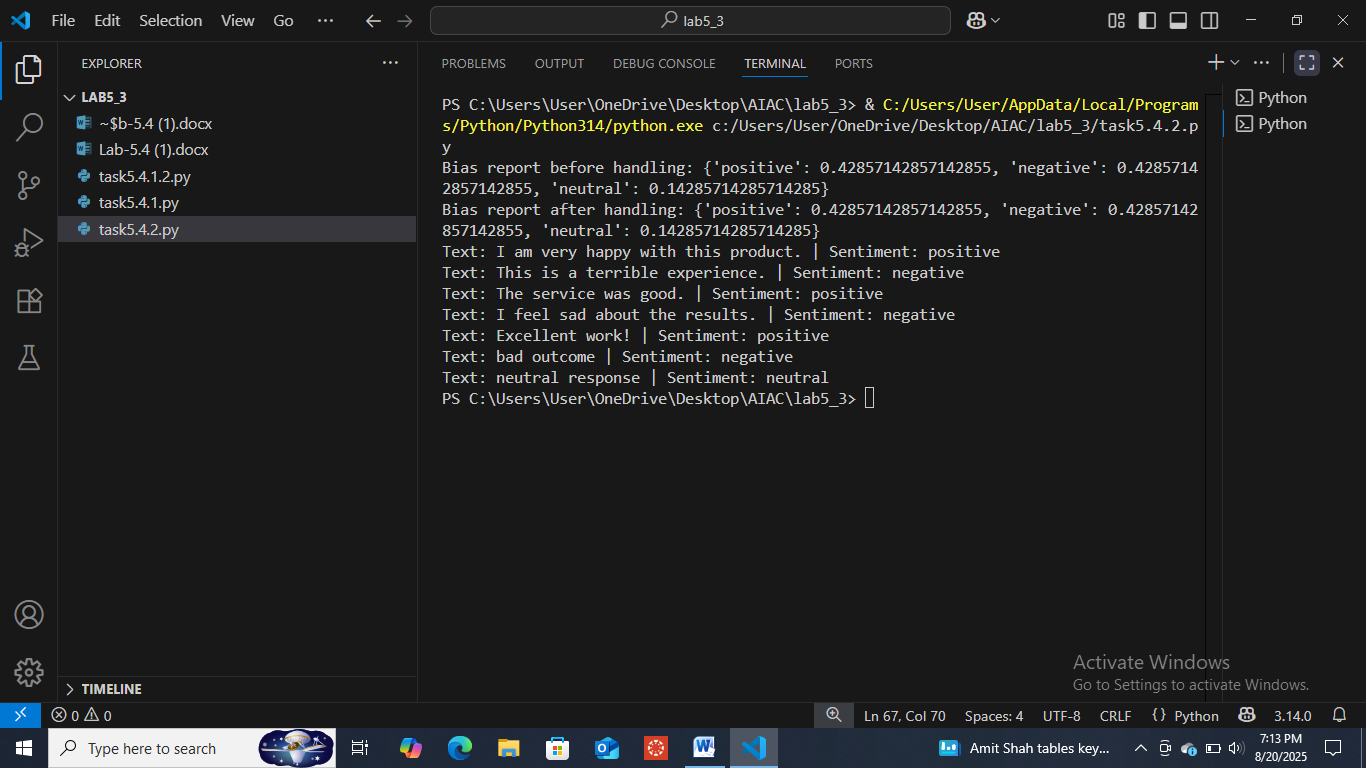 File Edit Selection View Go ··· lab5_3
EXPLORER ···
LAB5_3
~$b-5.4 (1).docx
Lab-5.4 (1).docx
task5.4.1.2.py
task5.4.1.py
task5.4.2.py
TIMELINE
PROBLEMS OUTPUT DEBUG CONSOLE TERMINAL PORTS
PS C:\Users\User\OneDrive\Desktop\AIAC\lab5_3> & C:/Users/User/AppData/Local/Program
s/Python/Python314/python.exe c:/Users/User/OneDrive/Desktop/AIAC/lab5_3/task5.4.2.p
y
Bias report before handling: {'positive': 0.42857142857142855, 'negative': 0.4285714
2857142855, 'neutral': 0.14285714285714285}
Bias report after handling: {'positive': 0.42857142857142855, 'negative': 0.42857142
857142855, 'neutral': 0.14285714285714285}
Text: I am very happy with this product. | Sentiment: positive
Text: This is a terrible experience. | Sentiment: negative
Text: The service was good. | Sentiment: positive
Text: I feel sad about the results. | Sentiment: negative
Text: Excellent work! | Sentiment: positive
Text: bad outcome | Sentiment: negative
Text: neutral response | Sentiment: neutral
PS C:\Users\User\OneDrive\Desktop\AIAC\lab5_3>
Python
Python
Activate Windows
Go to Settings to activate Windows.
0 0 Ln 67, Col 70 Spaces: 4 UTF-8 CRLF {} Python 3.14.0
Type here to search Amit Shah tables key... 7:13 PM
8/20/2025